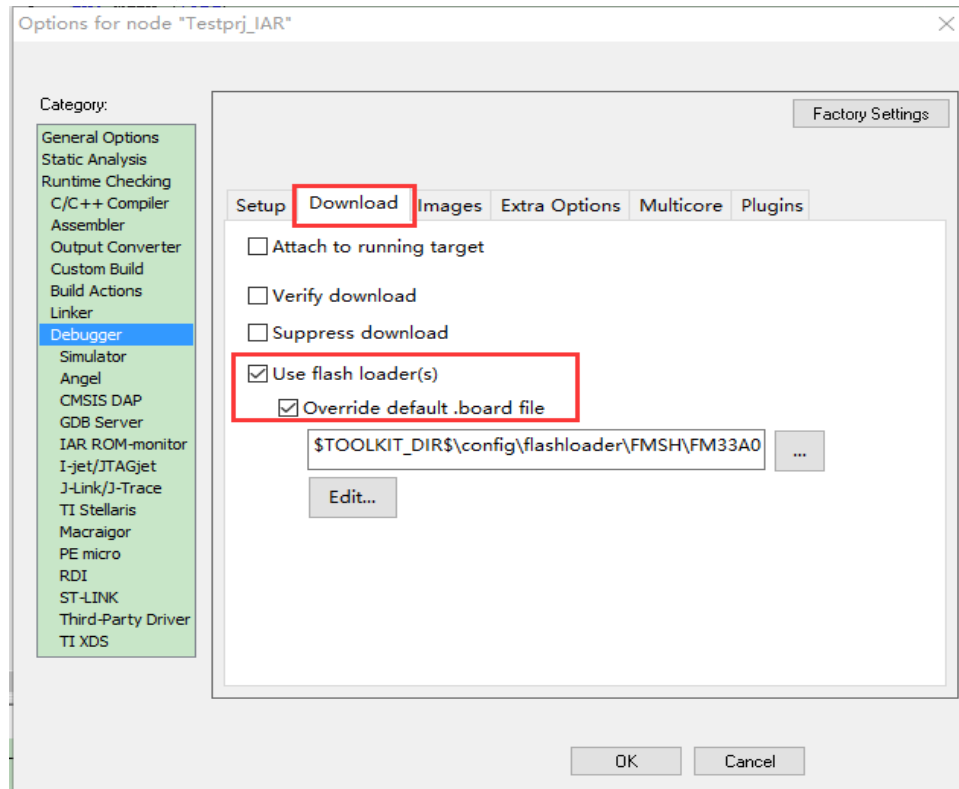 Options for node "Testprj_IAR"
Category:
Factory Settings
General Options
Static Analysis
Runtime Checking
C/C++ Compiler
Assembler
Output Converter
Custom Build
Build Actions
Linker
Debugger
Simulator
Angel
CMSIS DAP
GDB Server
IAR ROM-monitor
I-jet/JTAGjet
J-Link/J-Trace
TI Stellaris
Macraigor
PE micro
RDI
ST-LINK
Third-Party Driver
TI XDS
Setup Download Images Extra Options Multicore Plugins
Attach to running target
Verify download
Suppress download
Use flash loader(s)
Override default .board file
$TOOLKIT_DIR$\config\flashloader\FMSH\FM33A0 ...
Edit...
OK Cancel